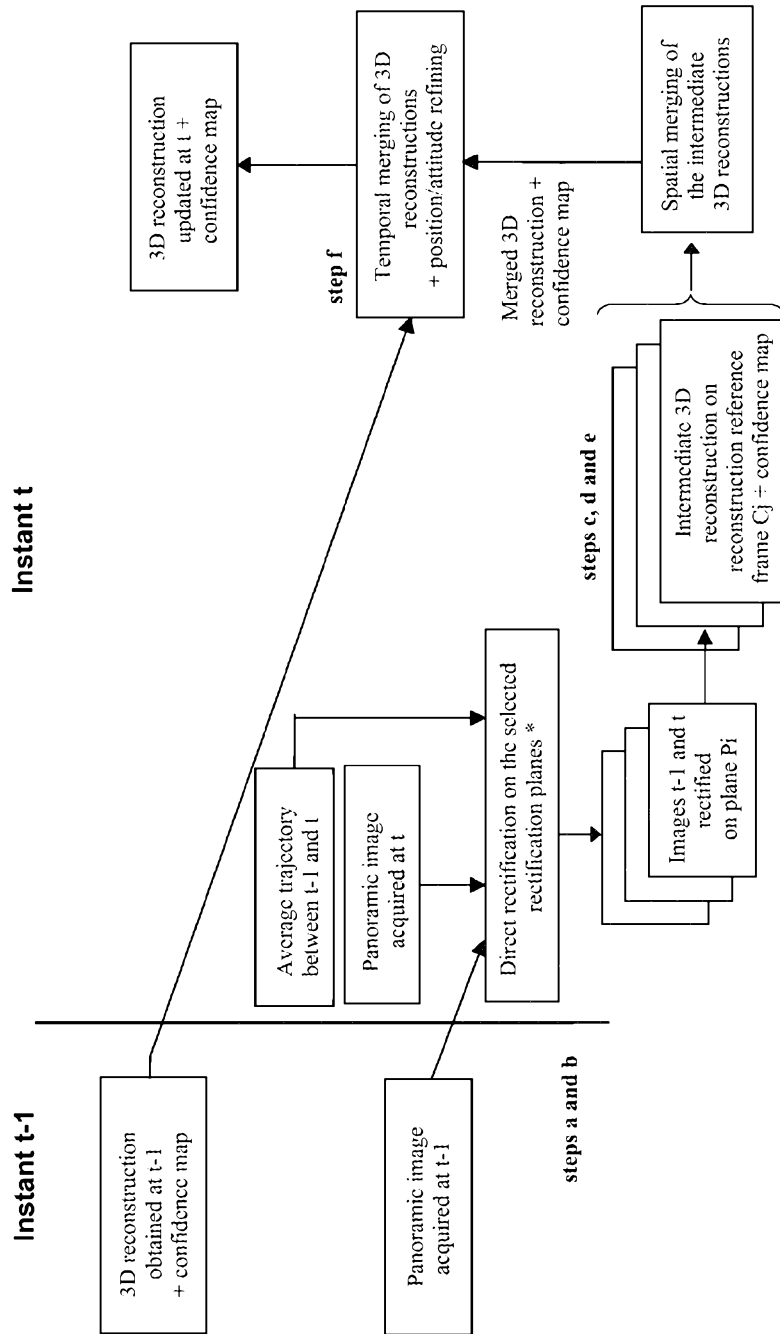 Instant t-1
Instant t
3D reconstruction
obtained at t-1
+ confidence map
Panoramic image
acquired at t-1
steps a and b
Average trajectory
between t-1 and t
Panoramic image
acquired at t
Direct rectification on the selected
rectification planes *
Images t-1 and t
rectified
on plane Pi
steps c, d and e
Intermediate 3D
reconstruction on
reconstruction reference
frame Cj + confidence map
Spatial merging of
the intermediate
3D reconstructions
Merged 3D
reconstruction +
confidence map
step f
Temporal merging of 3D
reconstructions
+ position/attitude refining
3D reconstruction
updated at t +
confidence map